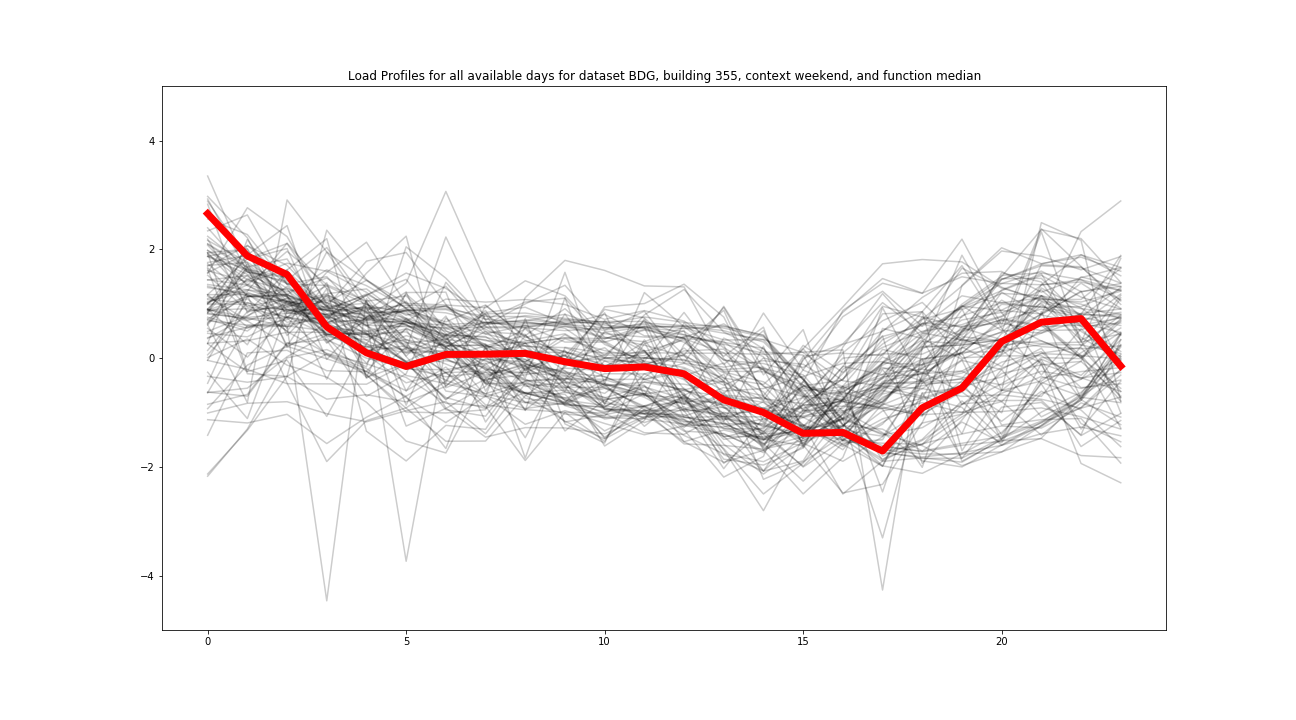 Load Profiles for all available days for dataset BDG, building 355, context weekend, and function median
4
2
0
−2
−4
0 5 10 15 20